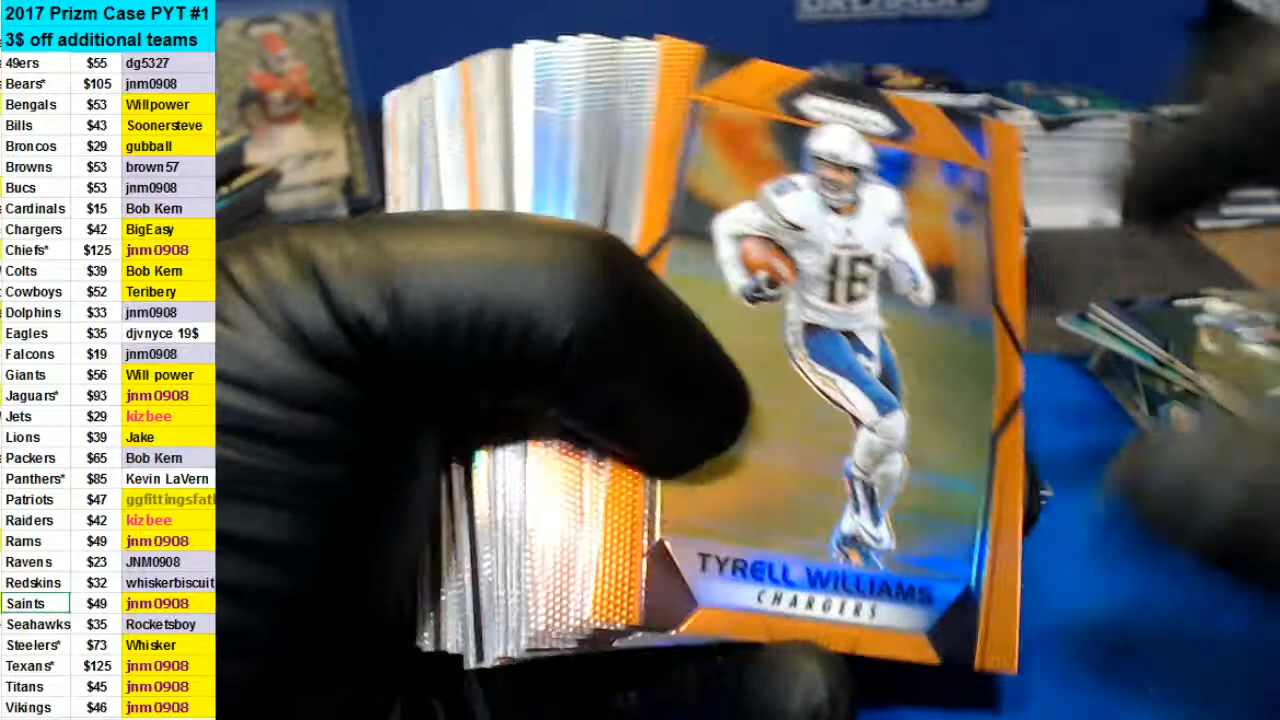 2017 Prizm Case PYT #1
3$ off additional teams
49ers $55 dg5327
Bears* $105 jnm0908
Bengals $53 Willpower
Bills $43 Soonersteve
Broncos $29 gubball
Browns $53 brown57
Bucs $53 jnm0908
Cardinals $15 Bob Kern
Chargers $42 BigEasy
Chiefs* $125 jnm0908
Colts $39 Bob Kern
Cowboys $52 Teribery
Dolphins $33 jnm0908
Eagles $35 djvnyce 19$
Falcons $19 jnm0908
Giants $56 Will power
Jaguars* $93 jnm0908
Jets $29 kizbee
Lions $39 Jake
Packers $65 Bob Kern
Panthers* $85 Kevin LaVern
Patriots $47 ggfittingsfatl
Raiders $42 kizbee
Rams $49 jnm0908
Ravens $23 JNM0908
Redskins $32 whiskerbiscuit
Saints $49 jnm0908
Seahawks $35 Rocketsboy
Steelers* $73 Whisker
Texans* $125 jnm0908
Titans $45 jnm0908
Vikings $46 jnm0908
16
TYRELL WILLIAMS
CHARGERS